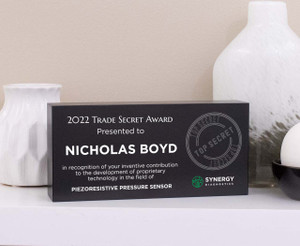 2022 TRADE SECRET AWARD
Presented to
NICHOLAS BOYD
in recognition of your inventive contribution
to the development of proprietary
technology in the field of
PIEZORESISTIVE PRESSURE SENSOR
TOP SECRET
SYNERGY
DIAGNOSTICS